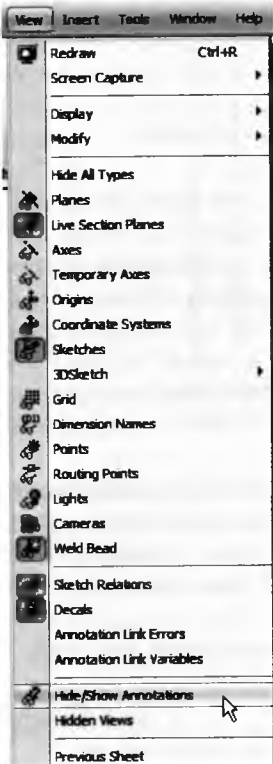 View Insert Tools Window Help
Redraw Ctrl+R
Screen Capture
Display
Modify
Hide All Types
Planes
Live Section Planes
Axes
Temporary Axes
Origins
Coordinate Systems
Sketches
3DSketch
Grid
Dimension Names
Points
Routing Points
Lights
Cameras
Weld Bead
Sketch Relations
Decals
Annotation Link Errors
Annotation Link Variables
Hide/Show Annotations
Hidden Views
Previous Sheet